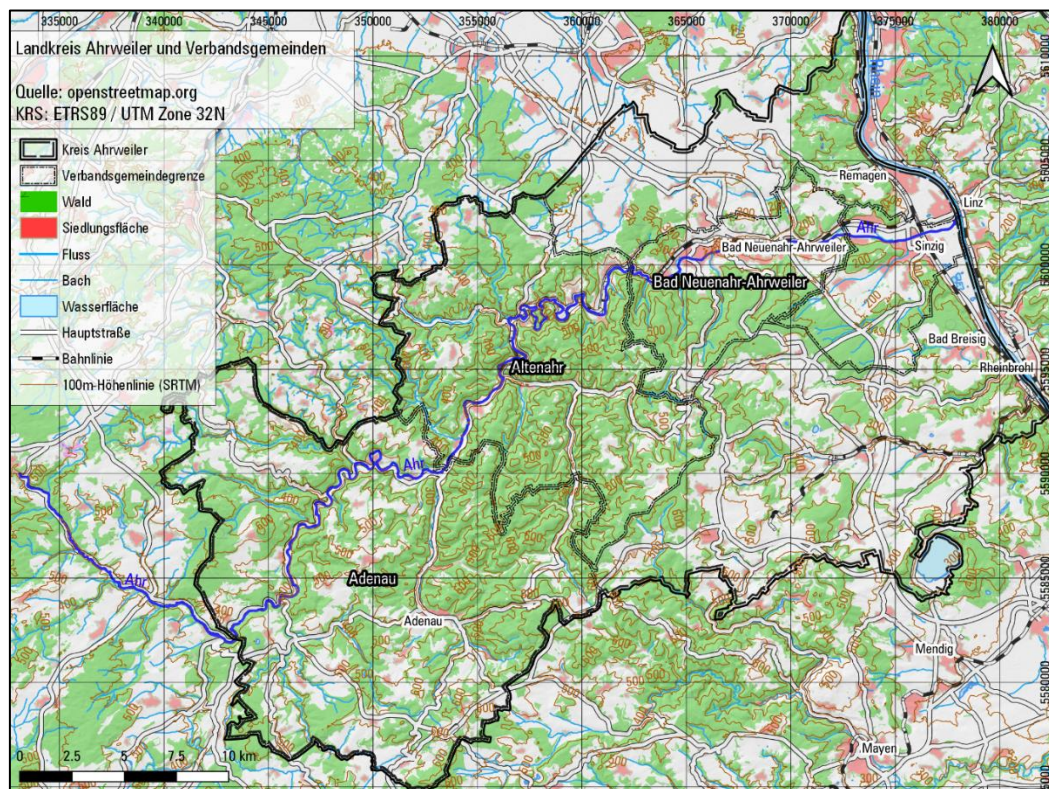 335000 340000 345000 350000 355000 360000 365000 370000 375000 380000
Landkreis Ahrweiler und Verbandsgemeinden
Quelle: openstreetmap.org
KRS: ETRS89 / UTM Zone 32N
Kreis Ahrweiler
Verbandsgemeindegrenze
Wald
Siedlungsfläche
Fluss
Bach
Wasserfläche
Hauptstraße
Bahnlinie
100m-Höhenlinie (SRTM)
N
5610000
5605000
5600000
5595000
5590000
5585000
5580000
Remagen
Linz
Ahr
Sinzig
Bad Neuenahr-Ahrweiler
Bad Neuenahr-Ahrweiler
Bad Breisig
Rheinbrohl
Altenahr
Ahr
Adenau
Ahr
Adenau
Mendig
Mayen
0 2.5 5 7.5 10 km